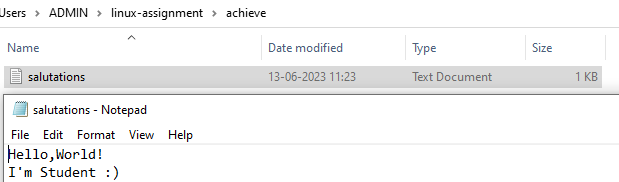 Users > ADMIN > linux-assignment > achieve
Name Date modified Type Size
salutations 13-06-2023 11:23 Text Document 1 KB
salutations - Notepad
File Edit Format View Help
Hello,World!
I'm Student :)